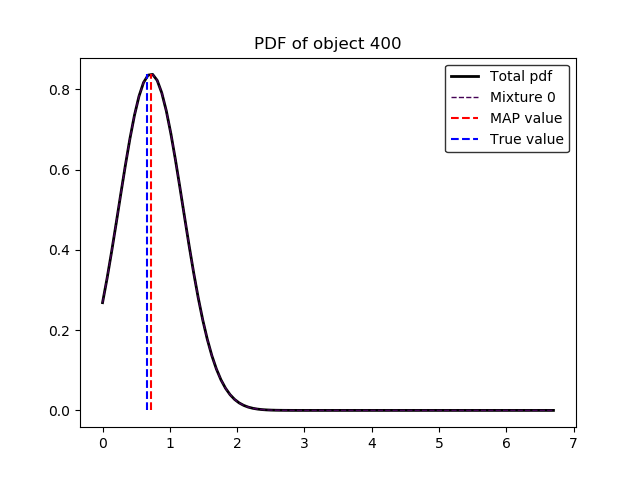 PDF of object 400
Total pdf
Mixture 0
MAP value
True value
0.8
0.6
0.4
0.2
0.0
0 1 2 3 4 5 6 7